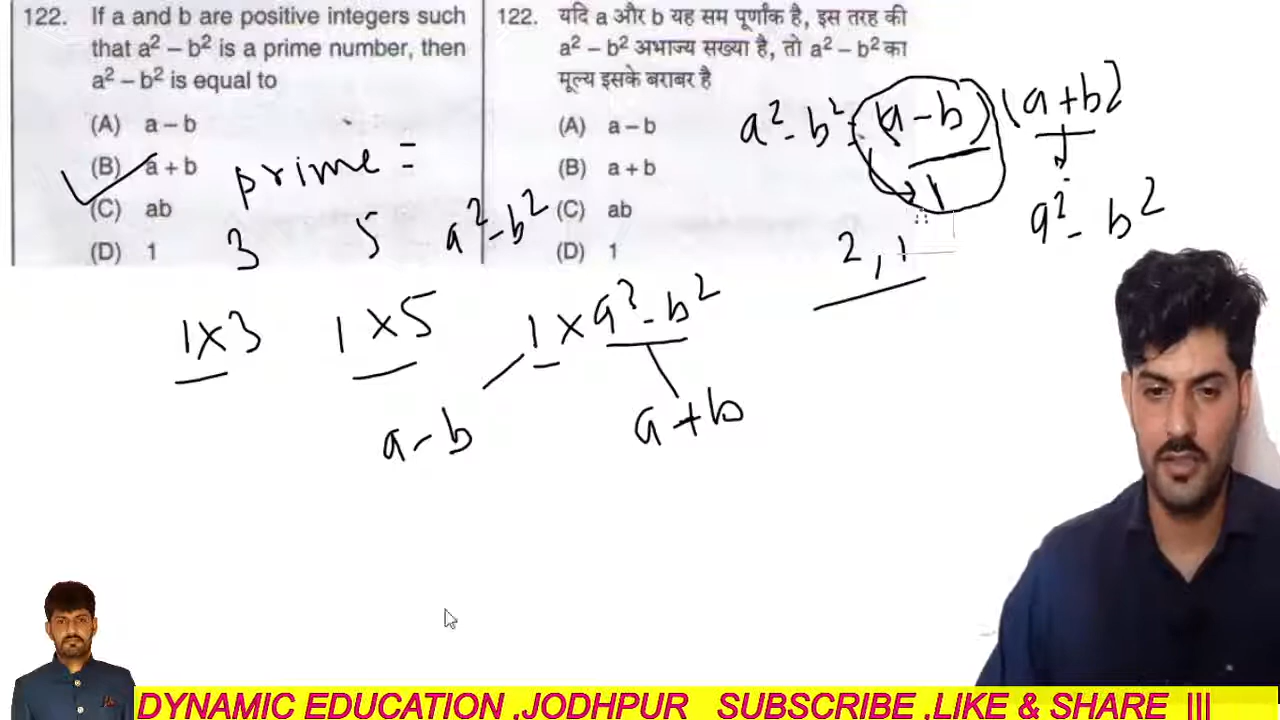 122. If a and b are positive integers such
that a² – b² is a prime number, then
a² – b² is equal to
(A) a – b
(B) a + b
(C) ab
(D) 1
122. यदि a और b यह सम पूर्णांक है, इस तरह की
a² – b² अभाज्य सख्या है, तो a² – b² का
मूल्य इसके बराबर है
(A) a – b
(B) a + b
(C) ab
(D) 1
prime =
3 5 a² - b²
1×3 1×5 1×a² - b²
a - b a + b
a² - b² = (a - b) (a + b)
1 a² - b²
2, 1
DYNAMIC EDUCATION ,JODHPUR SUBSCRIBE ,LIKE & SHARE |||